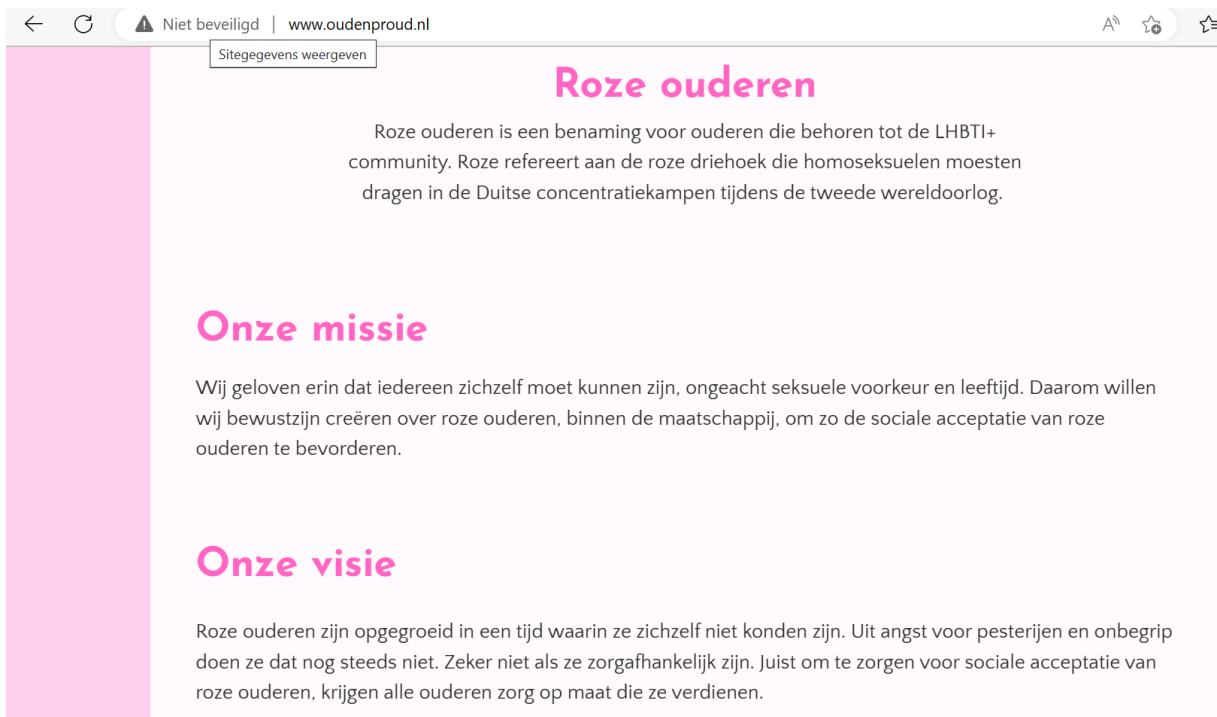 Niet beveiligd | www.oudenproud.nl
Sitegegevens weergeven
Roze ouderen
Roze ouderen is een benaming voor ouderen die behoren tot de LHBTI+
community. Roze refereert aan de roze driehoek die homoseksuelen moesten
dragen in de Duitse concentratiekampen tijdens de tweede wereldoorlog.
Onze missie
Wij geloven erin dat iedereen zichzelf moet kunnen zijn, ongeacht seksuele voorkeur en leeftijd. Daarom willen
wij bewustzijn creëren over roze ouderen, binnen de maatschappij, om zo de sociale acceptatie van roze
ouderen te bevorderen.
Onze visie
Roze ouderen zijn opgegroeid in een tijd waarin ze zichzelf niet konden zijn. Uit angst voor pesterijen en onbegrip
doen ze dat nog steeds niet. Zeker niet als ze zorgafhankelijk zijn. Juist om te zorgen voor sociale acceptatie van
roze ouderen, krijgen alle ouderen zorg op maat die ze verdienen.